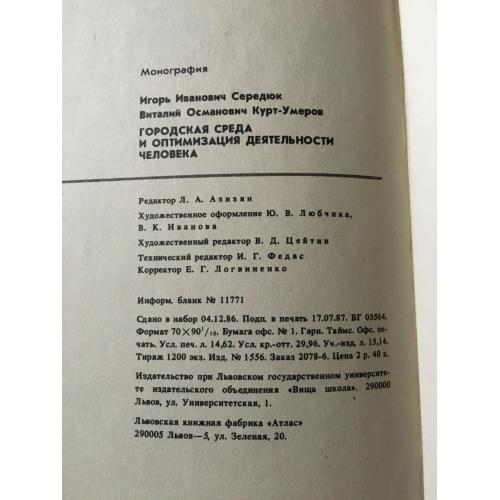 Монография
Игорь Иванович Середюк
Виталий Османович Курт-Умеров
ГОРОДСКАЯ СРЕДА
И ОПТИМИЗАЦИЯ ДЕЯТЕЛЬНОСТИ
ЧЕЛОВЕКА
Редактор Л. А. Азизян
Художественное оформление Ю. В. Любчика,
В. К. Иванова
Художественный редактор В. Д. Цейтин
Технический редактор И. Г. Федас
Корректор Е. Г. Логвиненко
Информ. бланк № 11771
Сдано в набор 04.12.86. Подп. в печать 17.07.87. БГ 03564.
Формат 70×90¹/₁₆. Бумага офс. № 1. Гарн. Таймс. Офс. пе-
чать. Усл. печ. л. 14,62. Усл. кр.-отт. 29,96. Уч.-изд. л. 15,14.
Тираж 1200 экз. Изд. № 1556. Заказ 2078-6. Цена 2 р. 40 к.
Издательство при Львовском государственном университе-
те издательского объединения «Вища школа». 290000
Львов, ул. Университетская, 1.
Львовская книжная фабрика «Атлас»
290005 Львов—5, ул. Зеленая, 20.